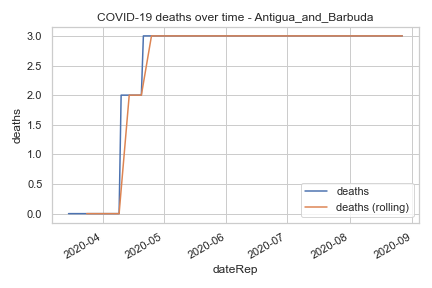 COVID-19 deaths over time - Antigua_and_Barbuda
deaths
3.0
2.5
2.0
1.5
1.0
0.5
0.0
2020-04
2020-05
2020-06
2020-07
2020-08
2020-09
dateRep
deaths
deaths (rolling)